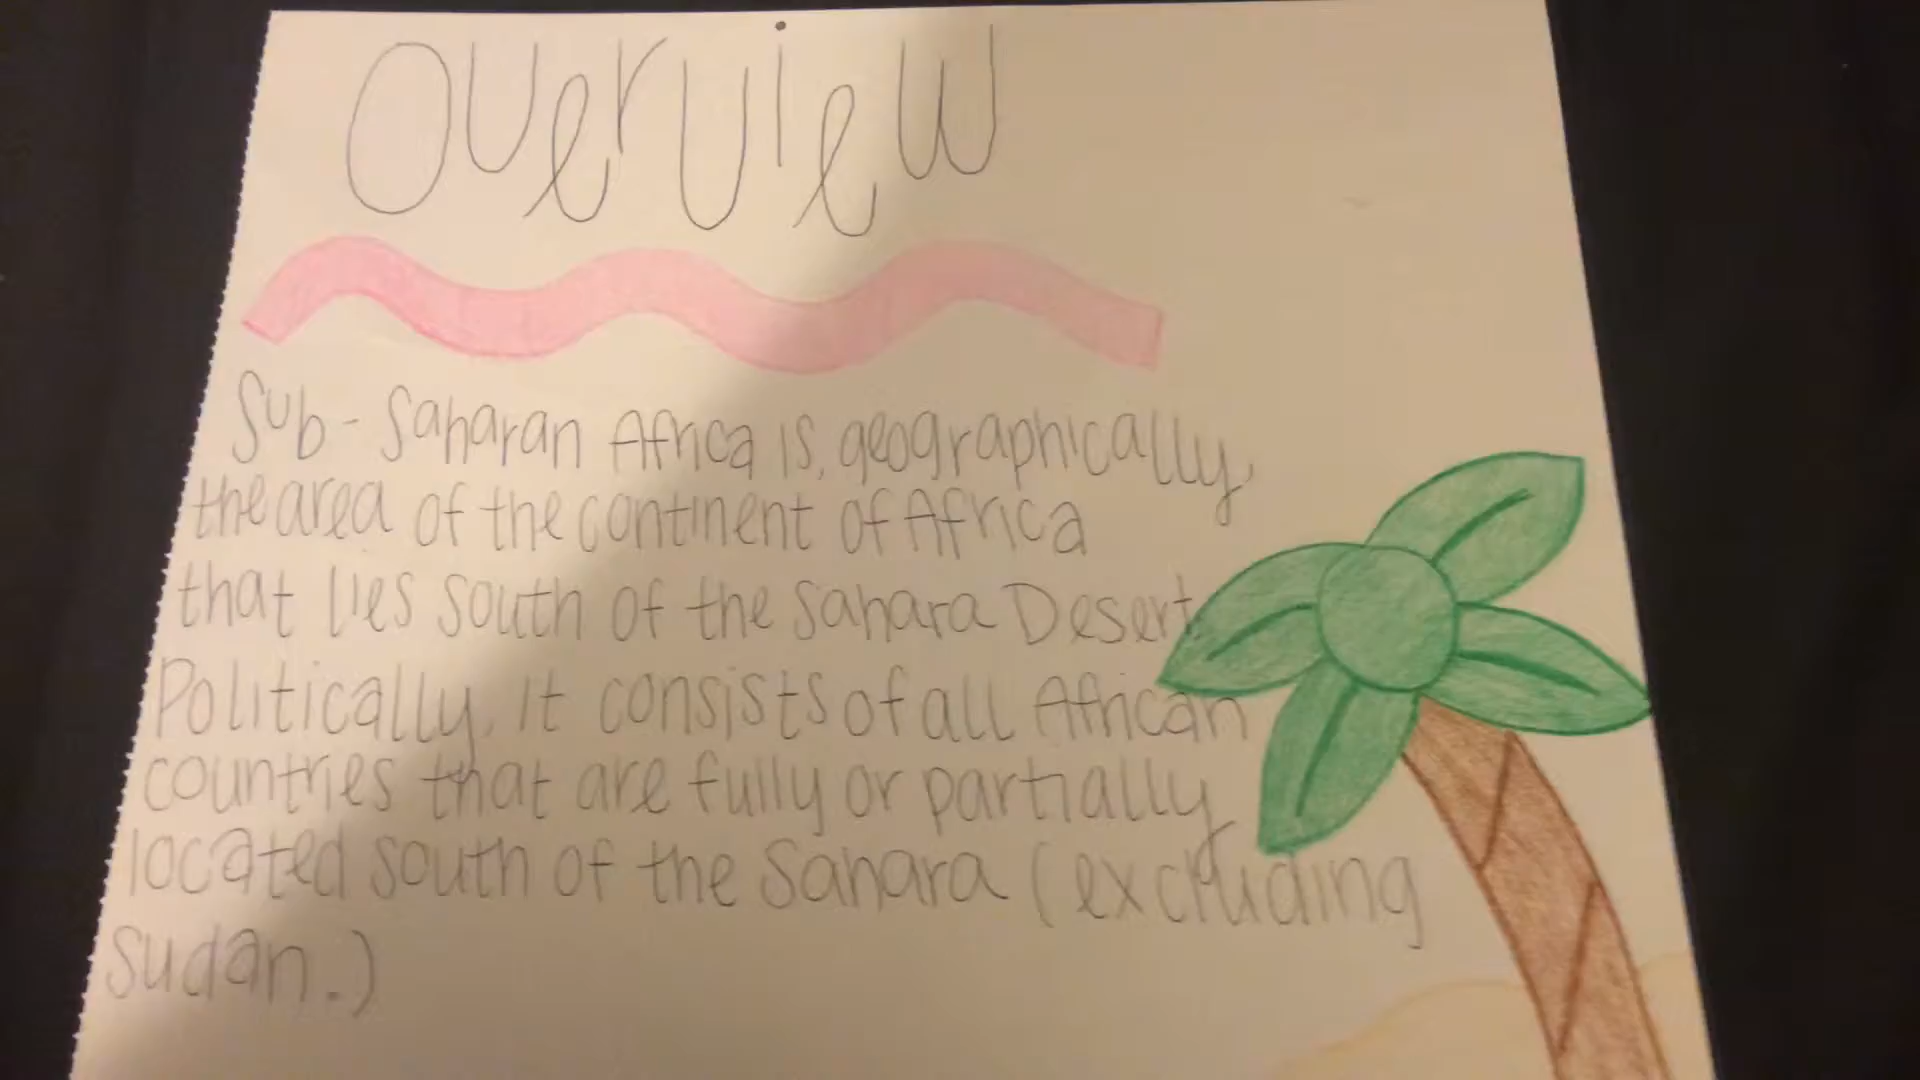 Overview
Sub-Saharan Africa is, geographically,
the area of the continent of Africa
that lies south of the Sahara Desert.
Politically, it consists of all African
countries that are fully or partially
located south of the Sahara (excluding
Sudan.)